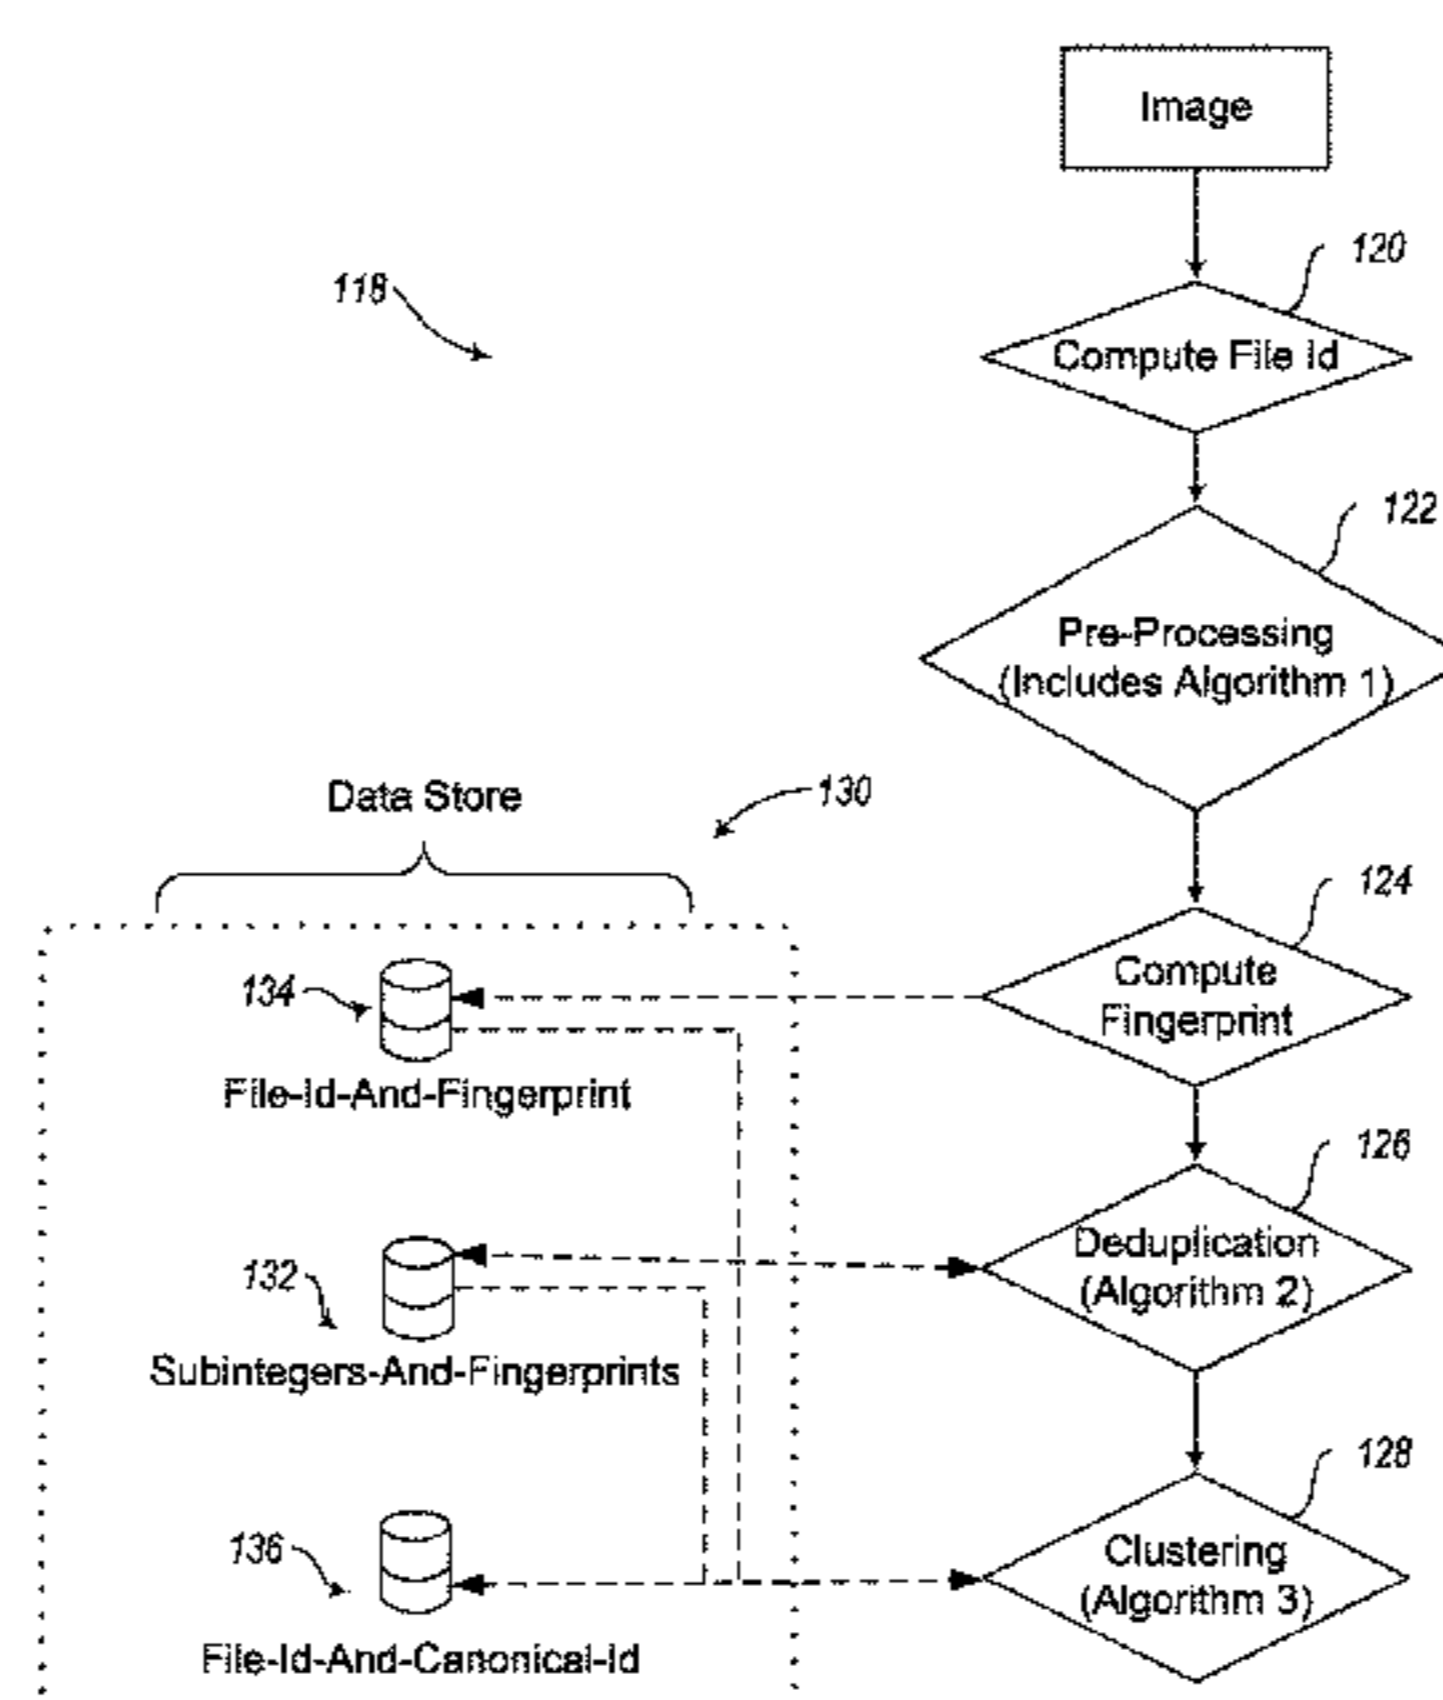 Image
120
118
Compute File Id
122
Pre-Processing
(Includes Algorithm 1)
Data Store
130
124
134
Compute
Fingerprint
File-Id-And-Fingerprint
126
132
Deduplication
(Algorithm 2)
Subintegers-And-Fingerprints
128
136
Clustering
(Algorithm 3)
File-Id-And-Canonical-Id